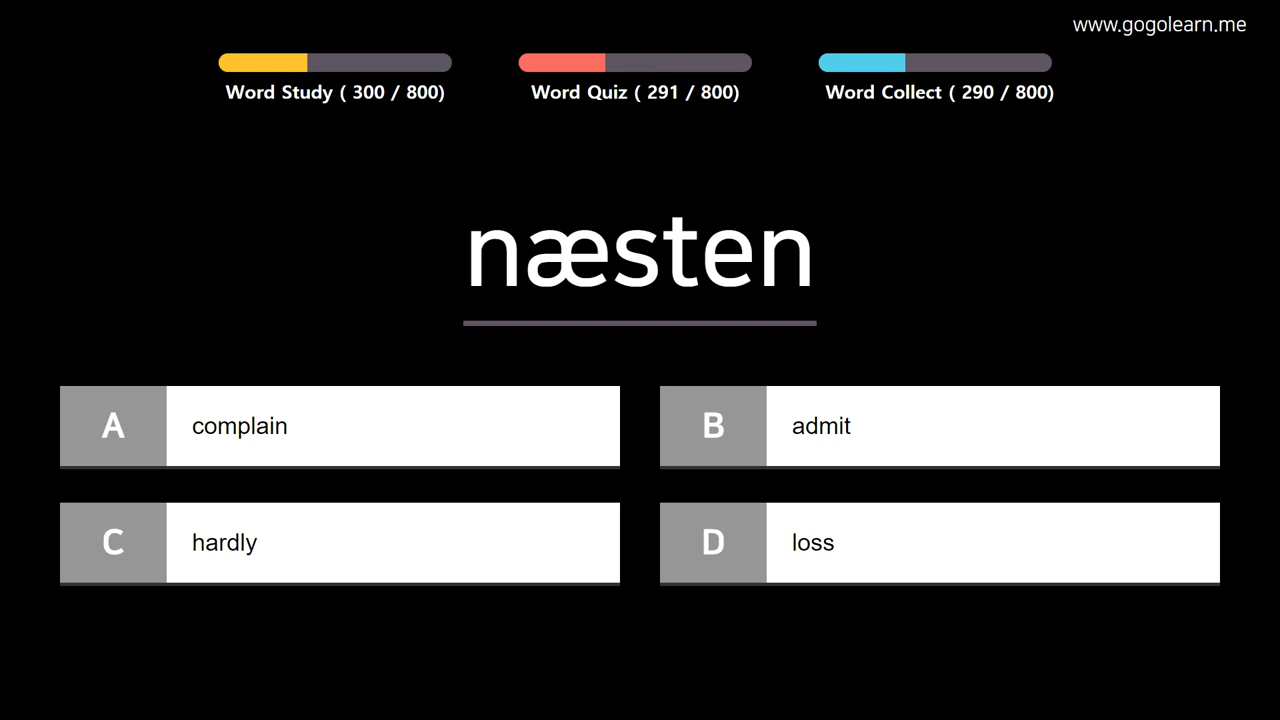 www.gogolearn.me
Word Study ( 300 / 800)
Word Quiz ( 291 / 800)
Word Collect ( 290 / 800)
næsten
A complain
B admit
C hardly
D loss